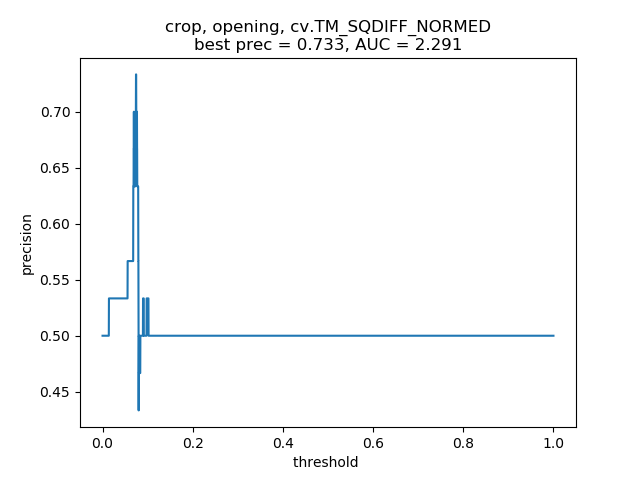 crop, opening, cv.TM_SQDIFF_NORMED
best prec = 0.733, AUC = 2.291
precision
0.70
0.65
0.60
0.55
0.50
0.45
0.0 0.2 0.4 0.6 0.8 1.0
threshold